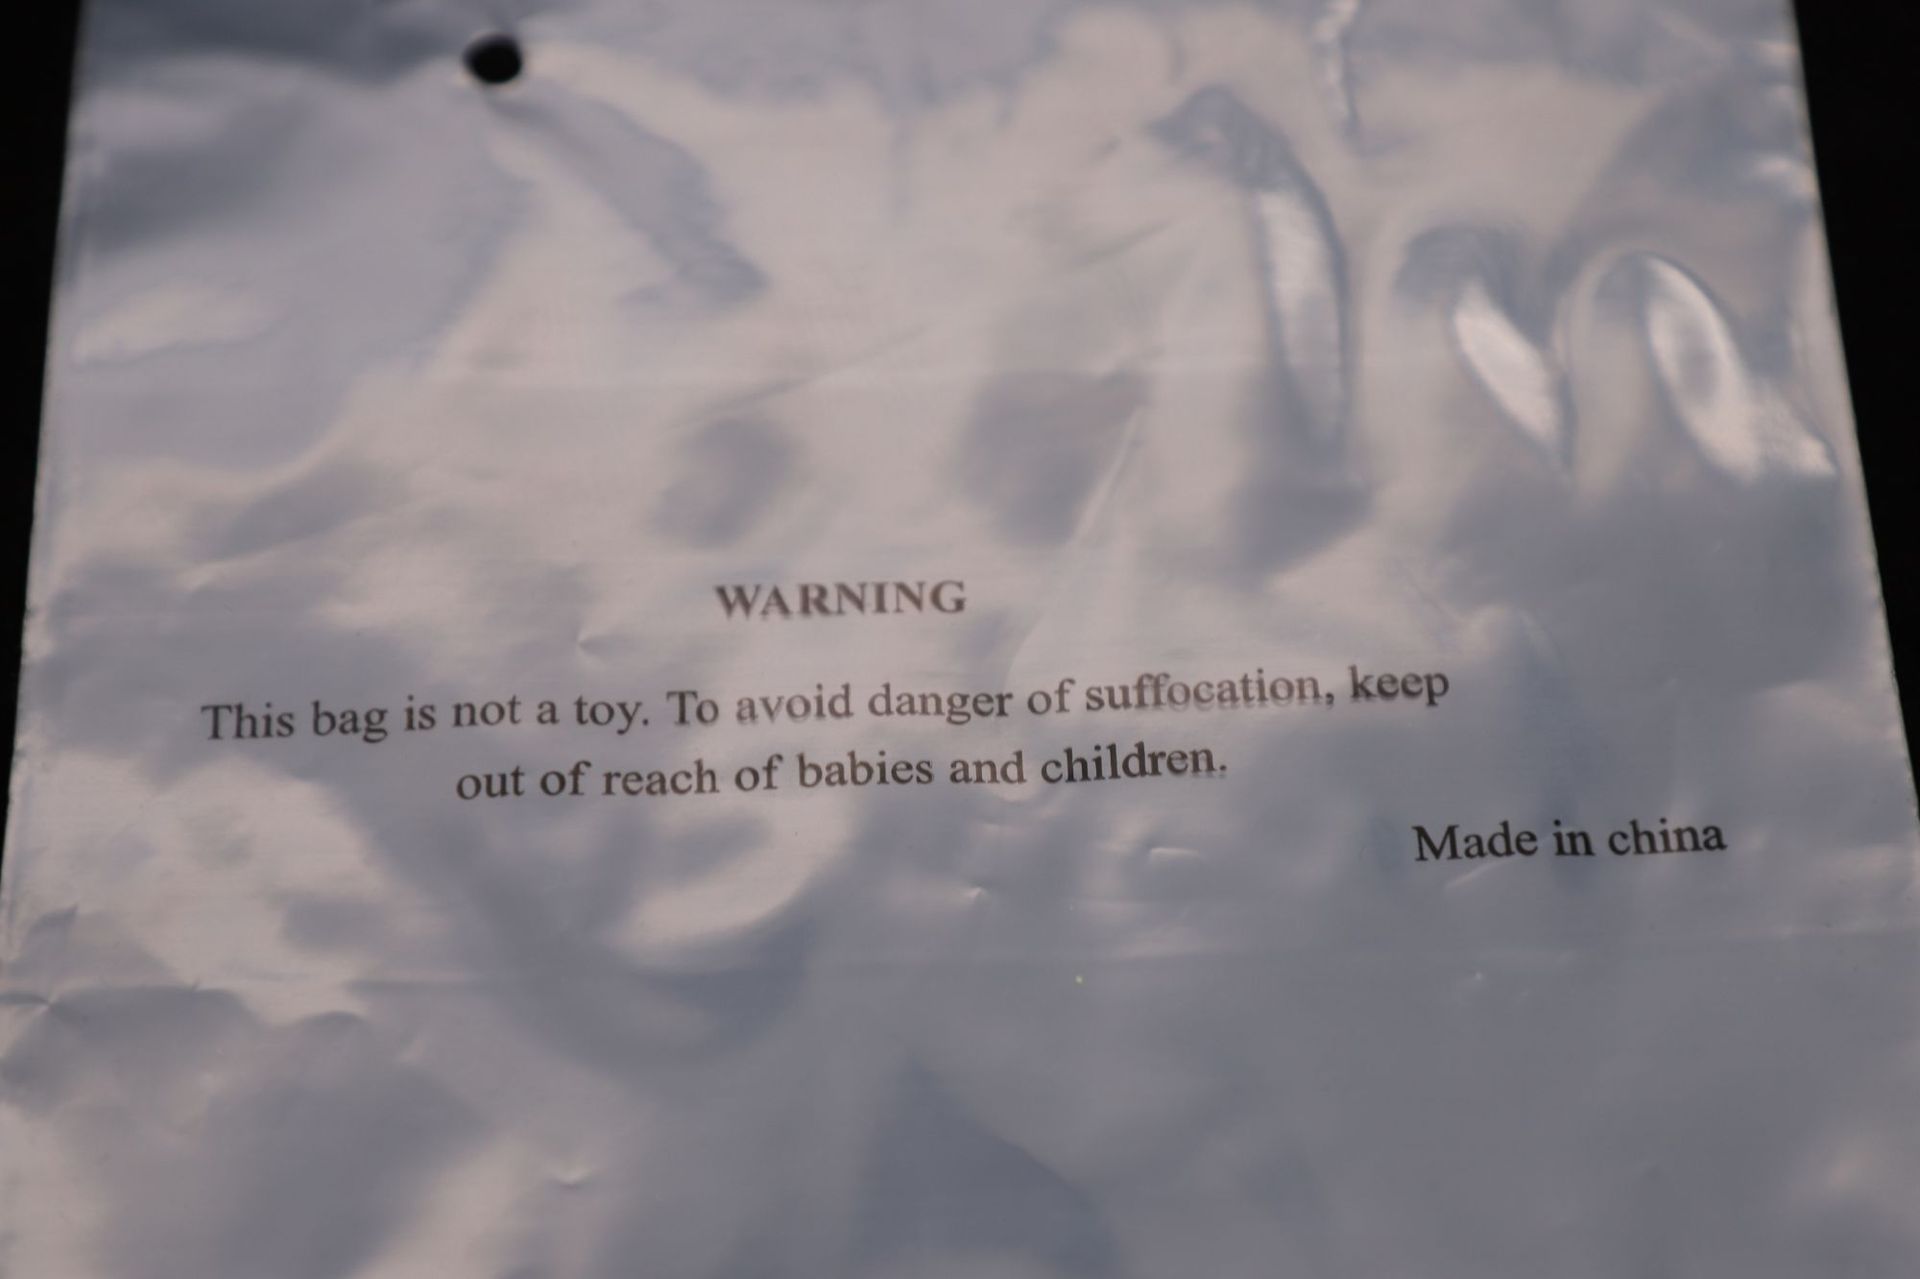 WARNING
This bag is not a toy. To avoid danger of suffocation, keep
out of reach of babies and children.
Made in china